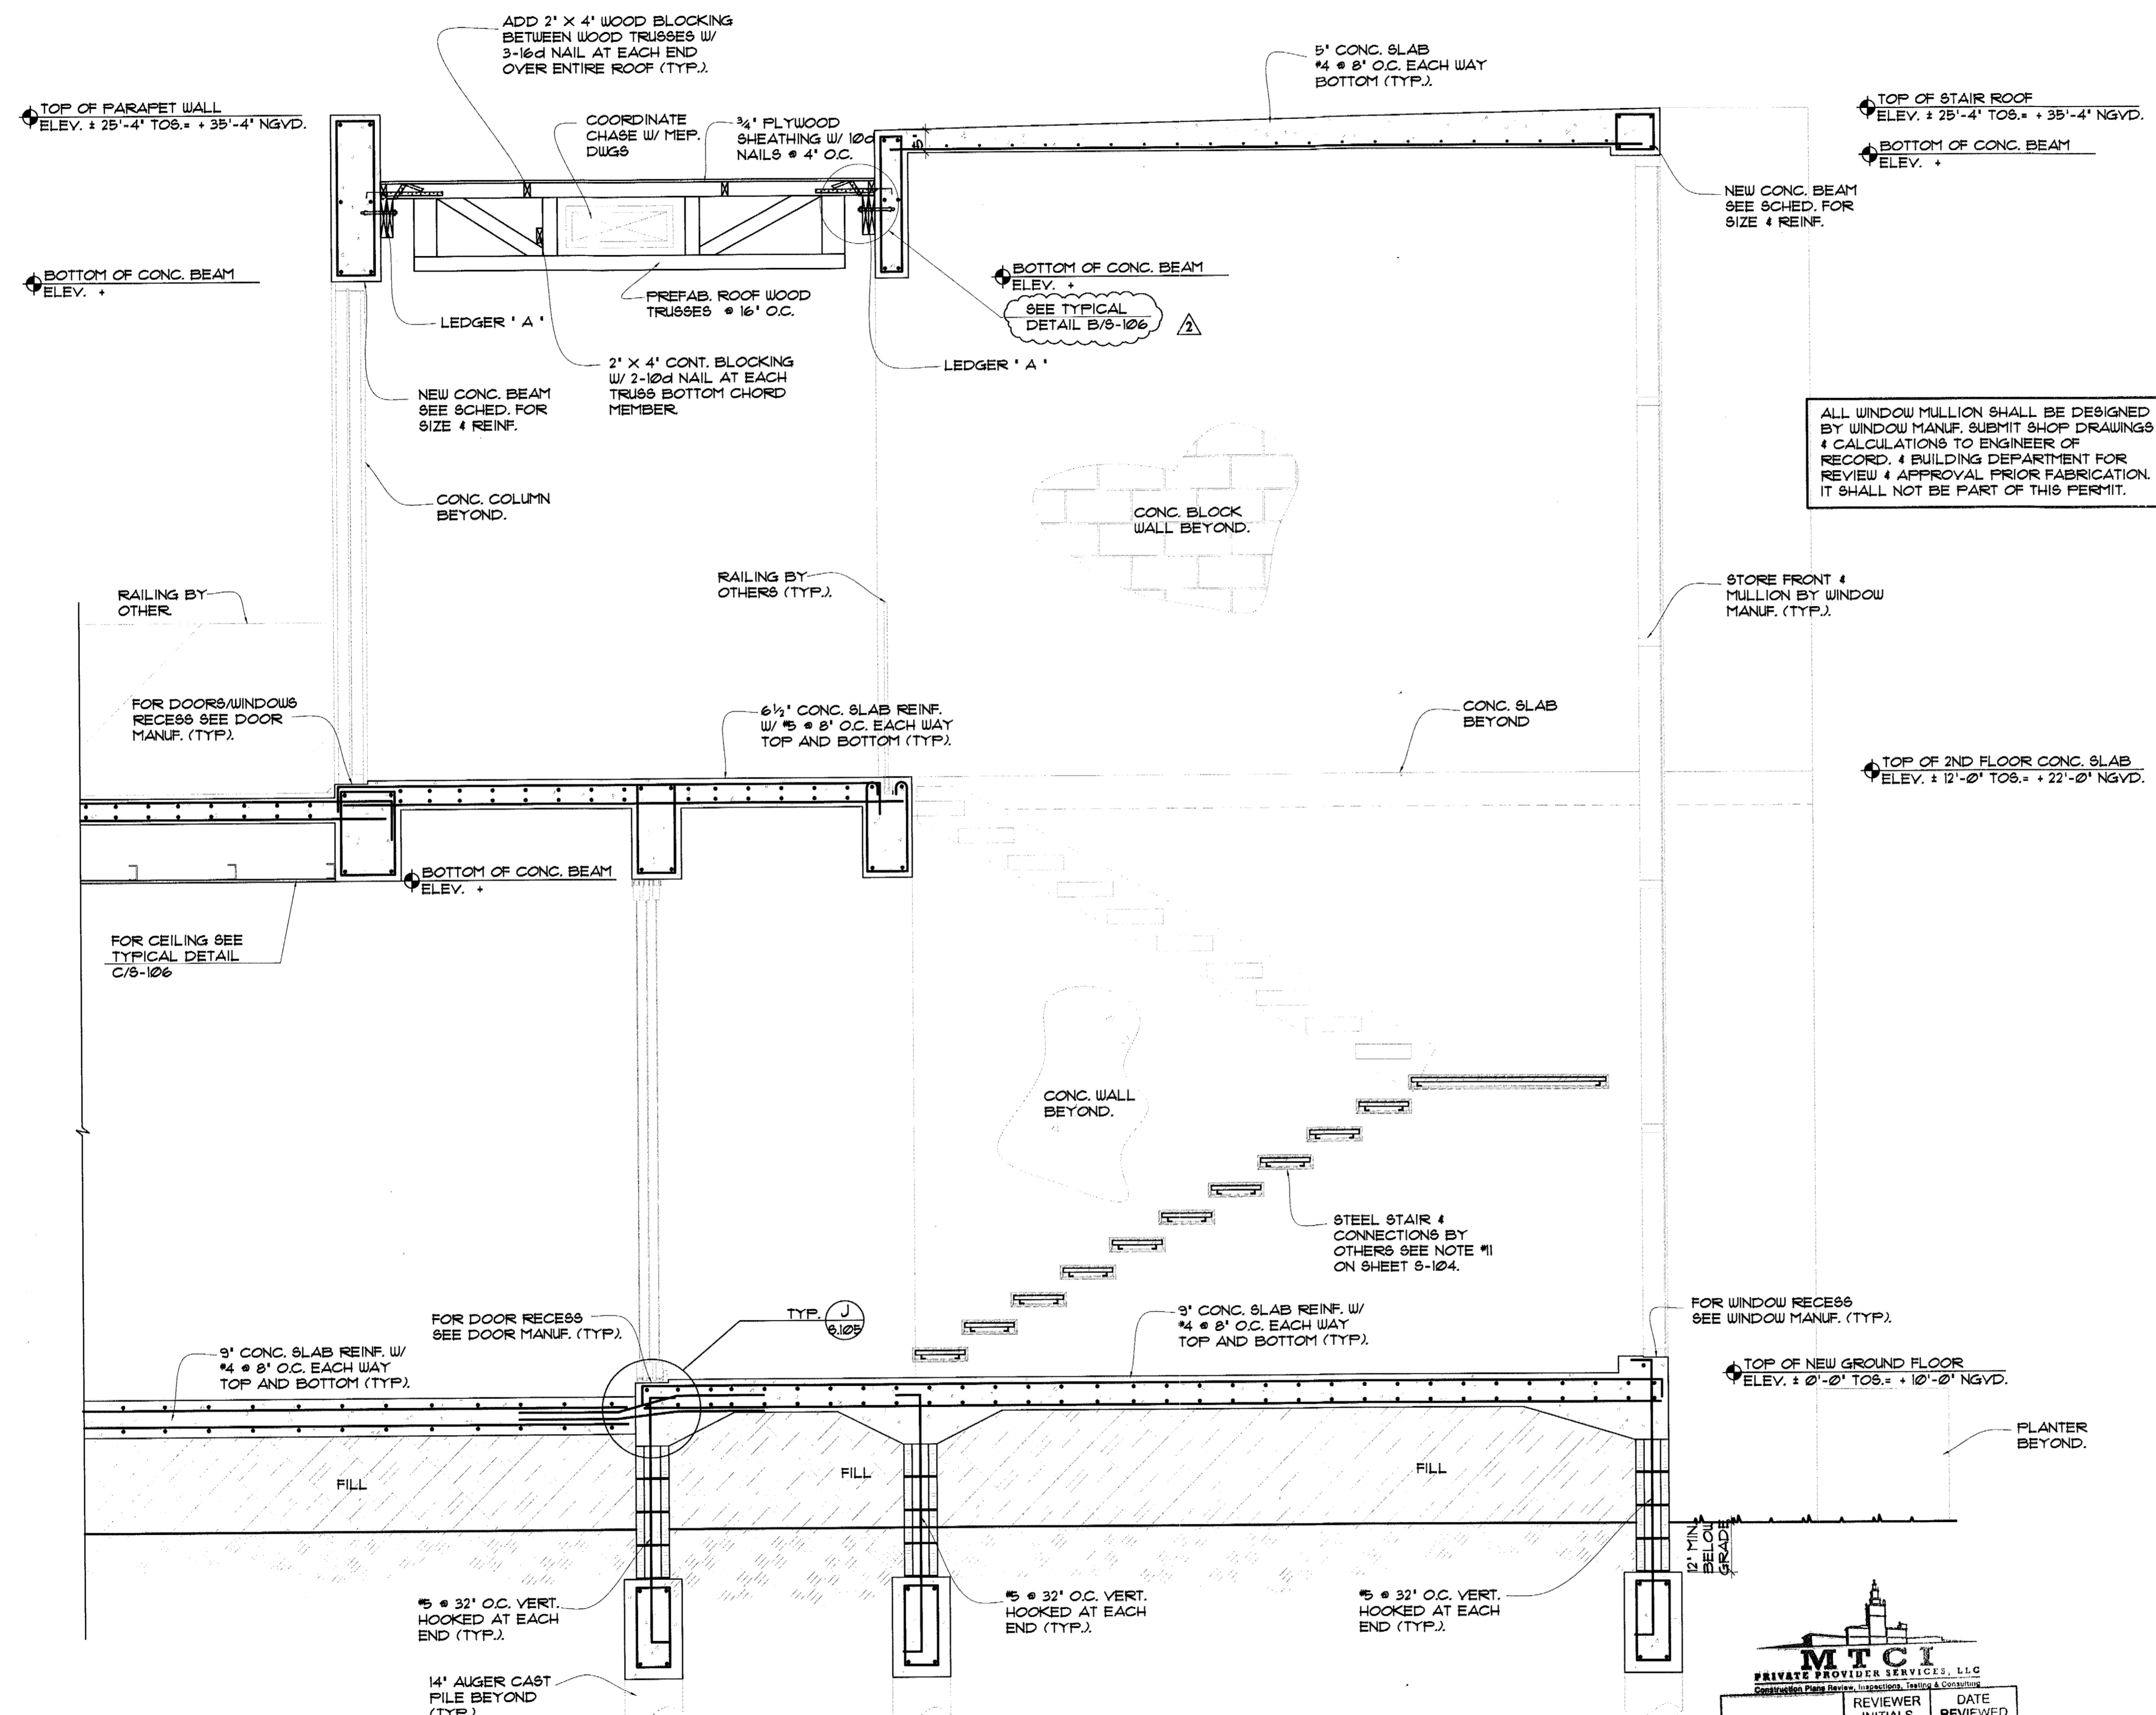 ADD 2" X 4" WOOD BLOCKING
BETWEEN WOOD TRUSSES W/
3-16d NAIL AT EACH END
OVER ENTIRE ROOF (TYP.).
5" CONC. SLAB
#4 @ 8" O.C. EACH WAY
BOTTOM (TYP.).
TOP OF PARAPET WALL
ELEV. ± 25'-4" TOS.= + 35'-4" NGVD.
COORDINATE
CHASE W/ MEP.
DWGS
3/4" PLYWOOD
SHEATHING W/ 10d
NAILS @ 4" O.C.
5"
TOP OF STAIR ROOF
ELEV. ± 25'-4" TOS.= + 35'-4" NGVD.
BOTTOM OF CONC. BEAM
ELEV. +
NEW CONC. BEAM
SEE SCHED. FOR
SIZE & REINF.
BOTTOM OF CONC. BEAM
ELEV. +
BOTTOM OF CONC. BEAM
ELEV. +
SEE TYPICAL
DETAIL B/S-106
2
PREFAB. ROOF WOOD
TRUSSES @ 16" O.C.
LEDGER "A"
LEDGER "A"
2" X 4" CONT. BLOCKING
W/ 2-10d NAIL AT EACH
TRUSS BOTTOM CHORD
MEMBER.
NEW CONC. BEAM
SEE SCHED. FOR
SIZE & REINF.
ALL WINDOW MULLION SHALL BE DESIGNED
BY WINDOW MANUF. SUBMIT SHOP DRAWINGS
& CALCULATIONS TO ENGINEER OF
RECORD. & BUILDING DEPARTMENT FOR
REVIEW & APPROVAL PRIOR FABRICATION.
IT SHALL NOT BE PART OF THIS PERMIT.
CONC. COLUMN
BEYOND.
CONC. BLOCK
WALL BEYOND.
RAILING BY
OTHER.
RAILING BY
OTHERS (TYP.).
STORE FRONT &
MULLION BY WINDOW
MANUF. (TYP.).
FOR DOORS/WINDOWS
RECESS SEE DOOR
MANUF. (TYP).
6 1/2" CONC. SLAB REINF.
W/ #5 @ 8" O.C. EACH WAY
TOP AND BOTTOM (TYP).
CONC. SLAB
BEYOND
TOP OF 2ND FLOOR CONC. SLAB
ELEV. ± 12'-0" TOS.= + 22'-0" NGVD.
BOTTOM OF CONC. BEAM
ELEV. +
FOR CEILING SEE
TYPICAL DETAIL
C/S-106
CONC. WALL
BEYOND.
STEEL STAIR &
CONNECTIONS BY
OTHERS SEE NOTE #11
ON SHEET S-104.
FOR DOOR RECESS
SEE DOOR MANUF. (TYP).
TYP.
J
S.105
9" CONC. SLAB REINF. W/
#4 @ 8" O.C. EACH WAY
TOP AND BOTTOM (TYP).
FOR WINDOW RECESS
SEE WINDOW MANUF. (TYP).
9" CONC. SLAB REINF. W/
#4 @ 8" O.C. EACH WAY
TOP AND BOTTOM (TYP).
TOP OF NEW GROUND FLOOR
ELEV. ± 0'-0" TOS.= + 10'-0" NGVD.
PLANTER
BEYOND.
FILL
FILL
FILL
12" MIN.
BELOW
GRADE
#5 @ 32" O.C. VERT.
HOOKED AT EACH
END (TYP.).
#5 @ 32" O.C. VERT.
HOOKED AT EACH
END (TYP.).
#5 @ 32" O.C. VERT.
HOOKED AT EACH
END (TYP.).
14" AUGER CAST
PILE BEYOND
(TYP.)
MTCI
PRIVATE PROVIDER SERVICES, LLC
Construction Plans Review, Inspections, Testing & Consulting
REVIEWER
INITIALS
DATE
REVIEWED